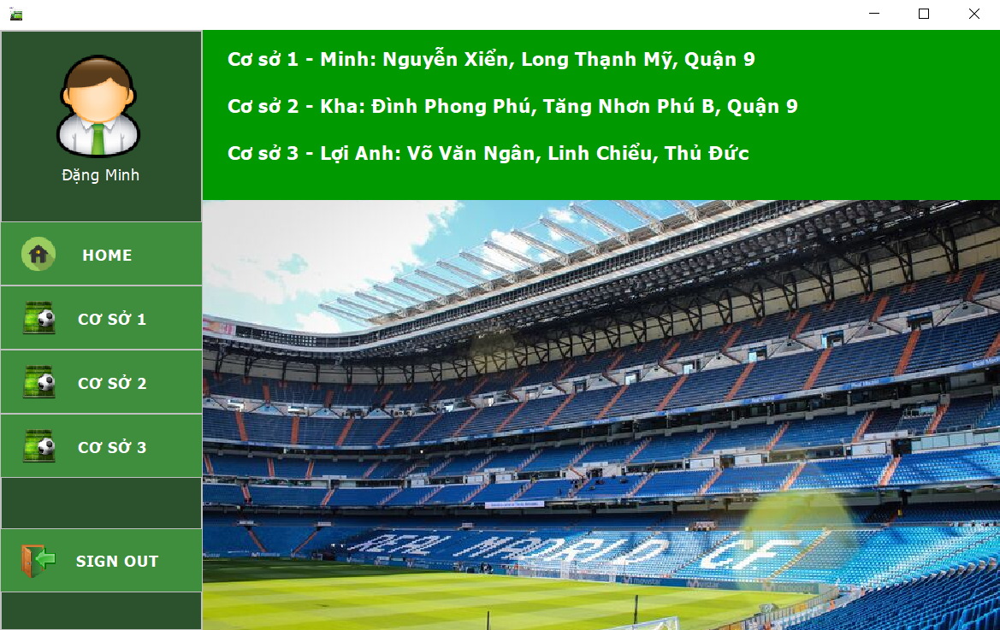 Cơ sở 1 - Minh: Nguyễn Xiển, Long Thạnh Mỹ, Quận 9
Cơ sở 2 - Kha: Đình Phong Phú, Tăng Nhơn Phú B, Quận 9
Cơ sở 3 - Lợi Anh: Võ Văn Ngân, Linh Chiểu, Thủ Đức
Đặng Minh
HOME
CƠ SỞ 1
CƠ SỞ 2
CƠ SỞ 3
SIGN OUT
REAL MADRID C.F
movistar
movistar